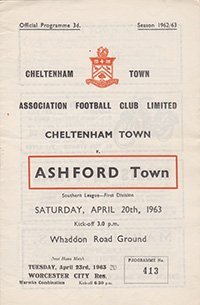 Official Programme 3d. Season 1962/63
CHELTENHAM TOWN
ASSOCIATION FOOTBALL CLUB LIMITED
CHELTENHAM TOWN
v.
ASHFORD Town
Southern League—First Division
SATURDAY, APRIL 20th, 1963
Kick-off 3.0 p.m.
Whaddon Road Ground
Next Home Match
TUESDAY, April 23rd, 1963
WORCESTER CITY Res.
Warwks Combination Kick-off 6.30 p.m.
PROGRAMME No.
413